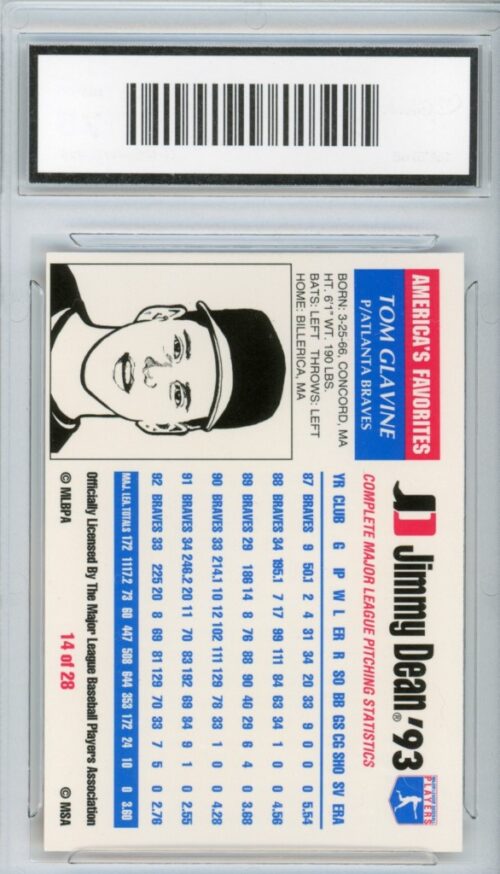 AMERICA'S FAVORITES
TOM GLAVINE
P/ATLANTA BRAVES
Jimmy Dean® '93
PLAYERS
COMPLETE MAJOR LEAGUE PITCHING STATISTICS
BORN: 3-25-66, CONCORD, MA
HT. 6'1" WT. 190 LBS.
BATS: LEFT THROWS: LEFT
HOME: BILLERICA, MA
YR CLUB G IP W L ER R SO BB GS CG SHO SV ERA
87 BRAVES 9 50.1 2 4 31 34 20 33 9 0 0 0 5.54
88 BRAVES 34 195.1 7 17 99 111 84 63 34 1 0 0 4.56
89 BRAVES 29 186 14 8 76 88 90 40 29 6 4 0 3.68
90 BRAVES 33 214.1 10 12 102 111 129 78 33 1 0 0 4.28
91 BRAVES 34 246.2 20 11 70 83 192 69 34 9 1 0 2.55
92 BRAVES 33 225 20 8 69 81 129 70 33 7 5 0 2.76
MAJ. LEA. TOTALS 172 1117.2 73 60 447 508 644 353 172 24 10 0 3.60
Officially Licensed By The Major League Baseball Players Association
© MLBPA 14 of 28 © MSA